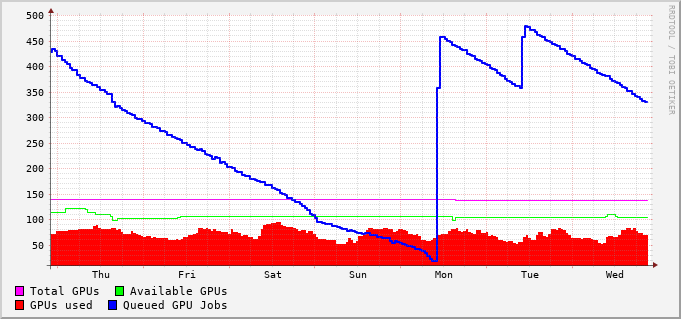 500
450
400
350
300
250
200
150
100
50
Thu Fri Sat Sun Mon Tue Wed
Total GPUs Available GPUs
GPUs used Queued GPU Jobs
RRDTOOL / TOBI OETIKER